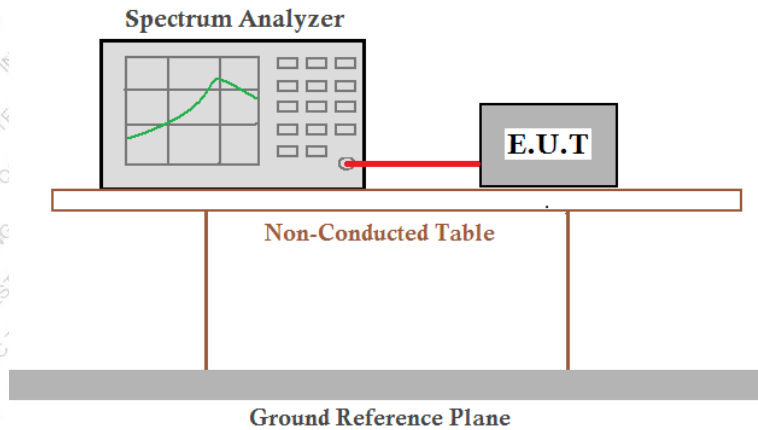 Spectrum Analyzer
E.U.T
Non-Conducted Table
Ground Reference Plane